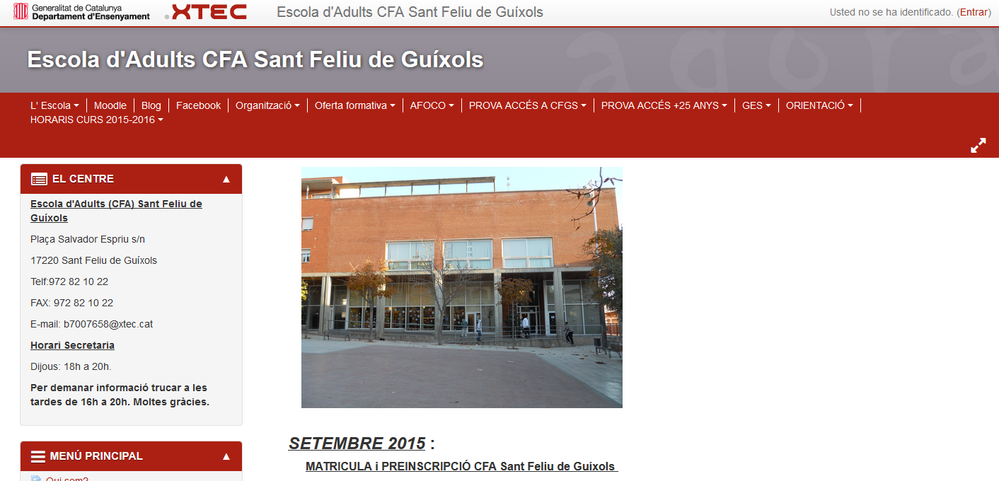 Generalitat de Catalunya
Departament d'Ensenyament
XTEC
Escola d'Adults CFA Sant Feliu de Guíxols
Usted no se ha identificado. (Entrar)
agora
Escola d'Adults CFA Sant Feliu de Guíxols
L' Escola
Moodle
Blog
Facebook
Organització
Oferta formativa
AFOCO
PROVA ACCÉS A CFGS
PROVA ACCÉS +25 ANYS
GES
ORIENTACIÓ
HORARIS CURS 2015-2016
EL CENTRE
Escola d'Adults (CFA) Sant Feliu de
Guíxols
Plaça Salvador Espriu s/n
17220 Sant Feliu de Guíxols
Telf:972 82 10 22
FAX: 972 82 10 22
E-mail: b7007658@xtec.cat
Horari Secretaria
Dijous: 18h a 20h.
Per demanar informació trucar a les
tardes de 16h a 20h. Moltes gràcies.
MENÚ PRINCIPAL
Qui som?
SETEMBRE 2015 :
MATRICULA i PREINSCRIPCIÓ CFA Sant Feliu de Guíxols